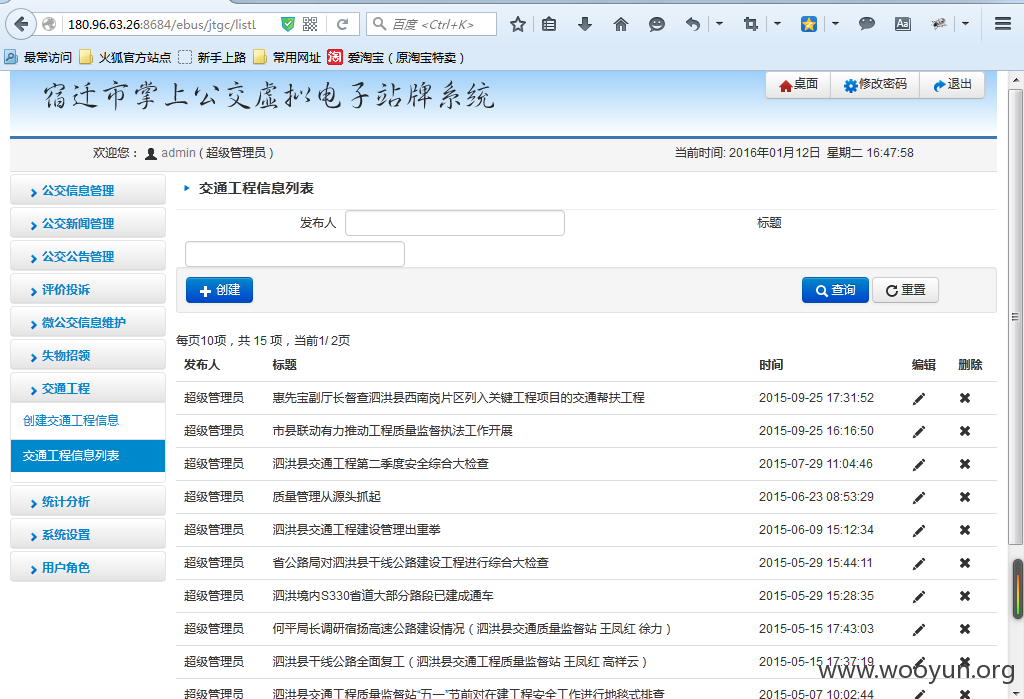 180.96.63.26:8684/ebus/jtgc/listL
百度 <Ctrl+K>
最常访问 火狐官方站点 新手上路 常用网址 淘 爱淘宝（原淘宝特卖）
宿迁市掌上公交虚拟电子站牌系统
桌面 修改密码 退出
欢迎您： admin ( 超级管理员 )
当前时间: 2016年01月12日 星期二 16:47:58
公交信息管理
公交新闻管理
公交公告管理
评价投诉
微公交信息维护
失物招领
交通工程
创建交通工程信息
交通工程信息列表
统计分析
系统设置
用户角色
交通工程信息列表
发布人 标题
创建 查询 重置
每页10项，共 15 项，当前1/ 2页
发布人 标题 时间 编辑 删除
超级管理员 惠先宝副厅长督查泗洪县西南岗片区列入关键工程项目的交通帮扶工程 2015-09-25 17:31:52
超级管理员 市县联动有力推动工程质量监督执法工作开展 2015-09-25 16:16:50
超级管理员 泗洪县交通工程第二季度安全综合大检查 2015-07-29 11:04:46
超级管理员 质量管理从源头抓起 2015-06-23 08:53:29
超级管理员 泗洪县交通工程建设管理出重拳 2015-06-09 15:12:34
超级管理员 省公路局对泗洪县干线公路建设工程进行综合大检查 2015-05-29 15:44:11
超级管理员 泗洪境内S330省道大部分路段已建成通车 2015-05-29 15:28:35
超级管理员 何平局长调研宿扬高速公路建设情况（泗洪县交通质量监督站 王凤红 徐力） 2015-05-15 17:43:03
超级管理员 泗洪县干线公路全面复工（泗洪县交通工程质量监督站 王凤红 高祥云） 2015-05-15 17:37:19
超级管理员 泗洪县交通工程质量监督站“五一”节前对在建工程安全工作进行地毯式排查 2015-05-07 10:02:44
www.wooyun.org